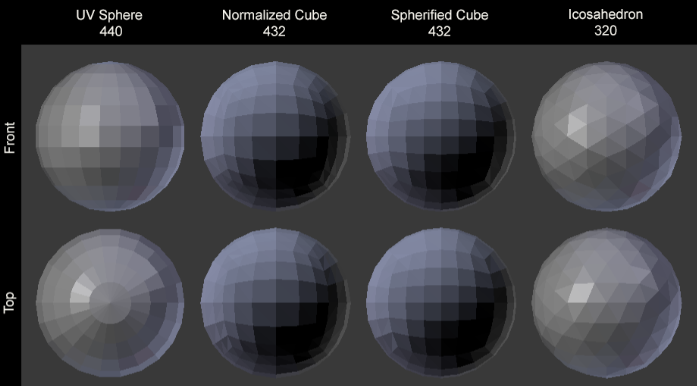 UV Sphere
440
Normalized Cube
432
Spherified Cube
432
Icosahedron
320
Front
Top